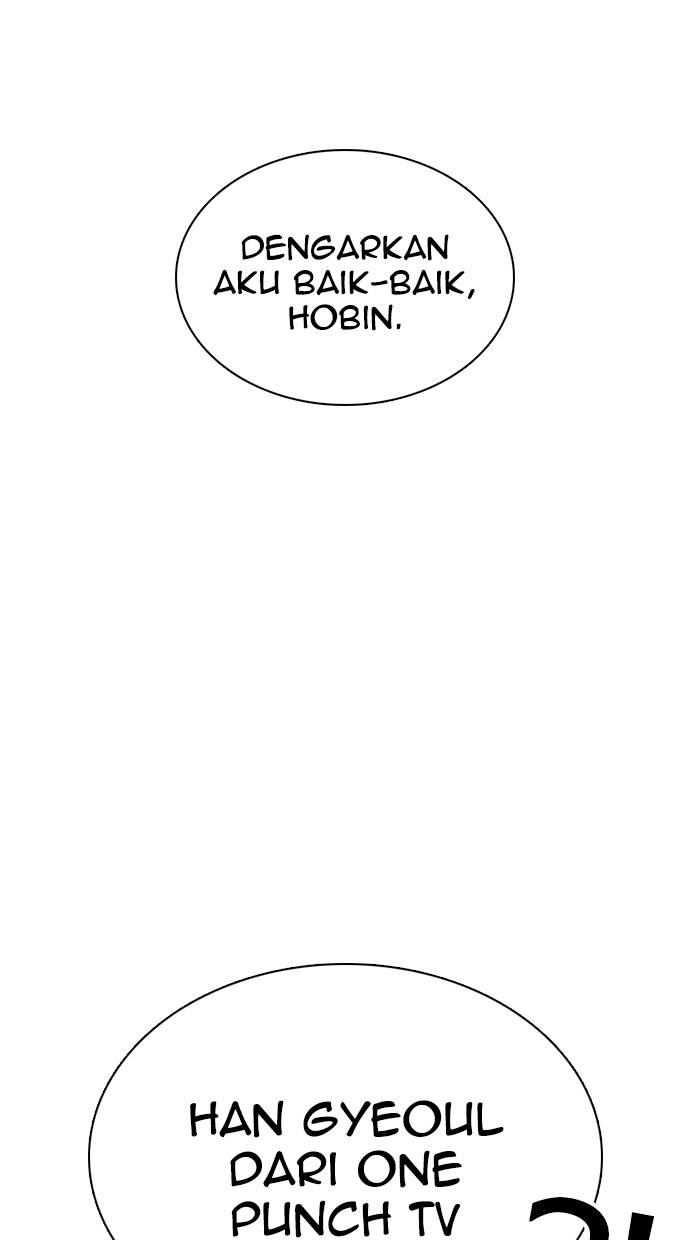 DENGARKAN
AKU BAIK-BAIK,
HOBIN.
HAN GYEOUL
DARI ONE
PUNCH TV
?!